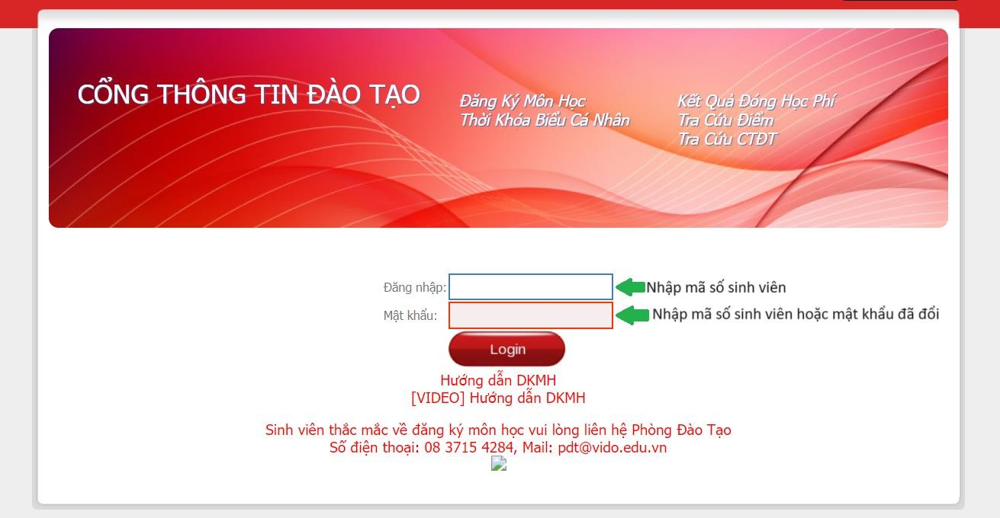 CỔNG THÔNG TIN ĐÀO TẠO
Đăng Ký Môn Học
Thời Khóa Biểu Cá Nhân
Kết Quả Đóng Học Phí
Tra Cứu Điểm
Tra Cứu CTĐT
Đăng nhập:
Nhập mã số sinh viên
Mật khẩu:
Nhập mã số sinh viên hoặc mật khẩu đã đổi
Login
Hướng dẫn DKMH
[VIDEO] Hướng dẫn DKMH
Sinh viên thắc mắc về đăng ký môn học vui lòng liên hệ Phòng Đào Tạo
Số điện thoại: 08 3715 4284, Mail: pdt@vido.edu.vn